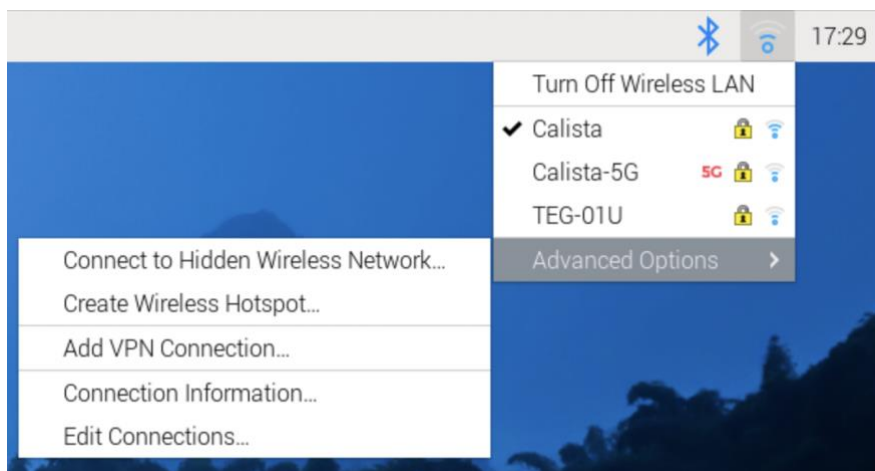 17:29
Turn Off Wireless LAN
Calista
Calista-5G 5G
TEG-01U
Advanced Options
Connect to Hidden Wireless Network...
Create Wireless Hotspot...
Add VPN Connection...
Connection Information...
Edit Connections...